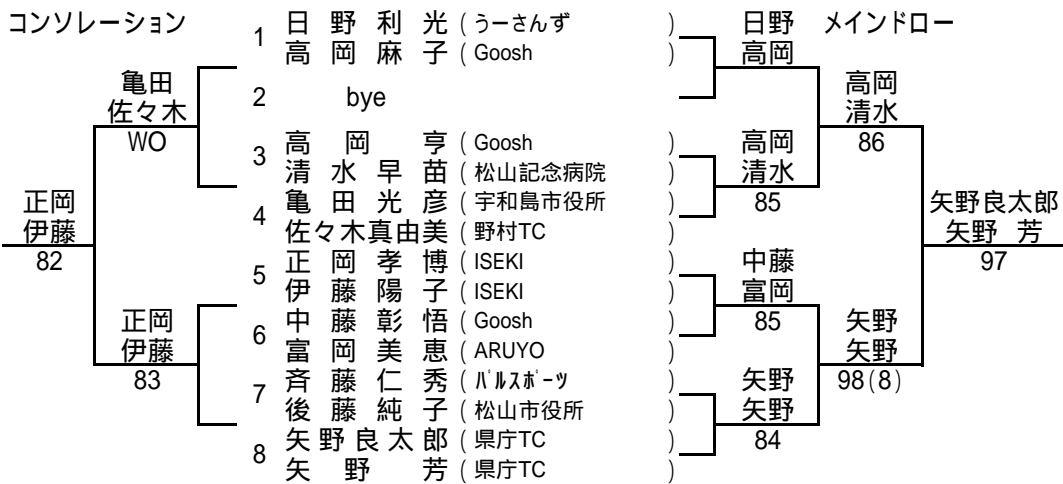 コンソレーション
メインドロー
1 日野利光 (うーさんず)
高岡麻子 (Goosh)
2 bye
3 高岡亨 (Goosh)
清水早苗 (松山記念病院)
4 亀田光彦 (宇和島市役所)
佐々木真由美 (野村TC)
5 正岡孝博 (ISEKI)
伊藤陽子 (ISEKI)
6 中藤彰悟 (Goosh)
富岡美恵 (ARUYO)
7 斉藤仁秀 (パルスポーツ)
後藤純子 (松山市役所)
8 矢野良太郎 (県庁TC)
矢野芳 (県庁TC)
亀田
佐々木
WO
正岡
伊藤
83
正岡
伊藤
82
日野
高岡
高岡
清水
85
中藤
富岡
85
矢野
矢野
84
高岡
清水
86
矢野
矢野
98(8)
矢野良太郎
矢野 芳
97